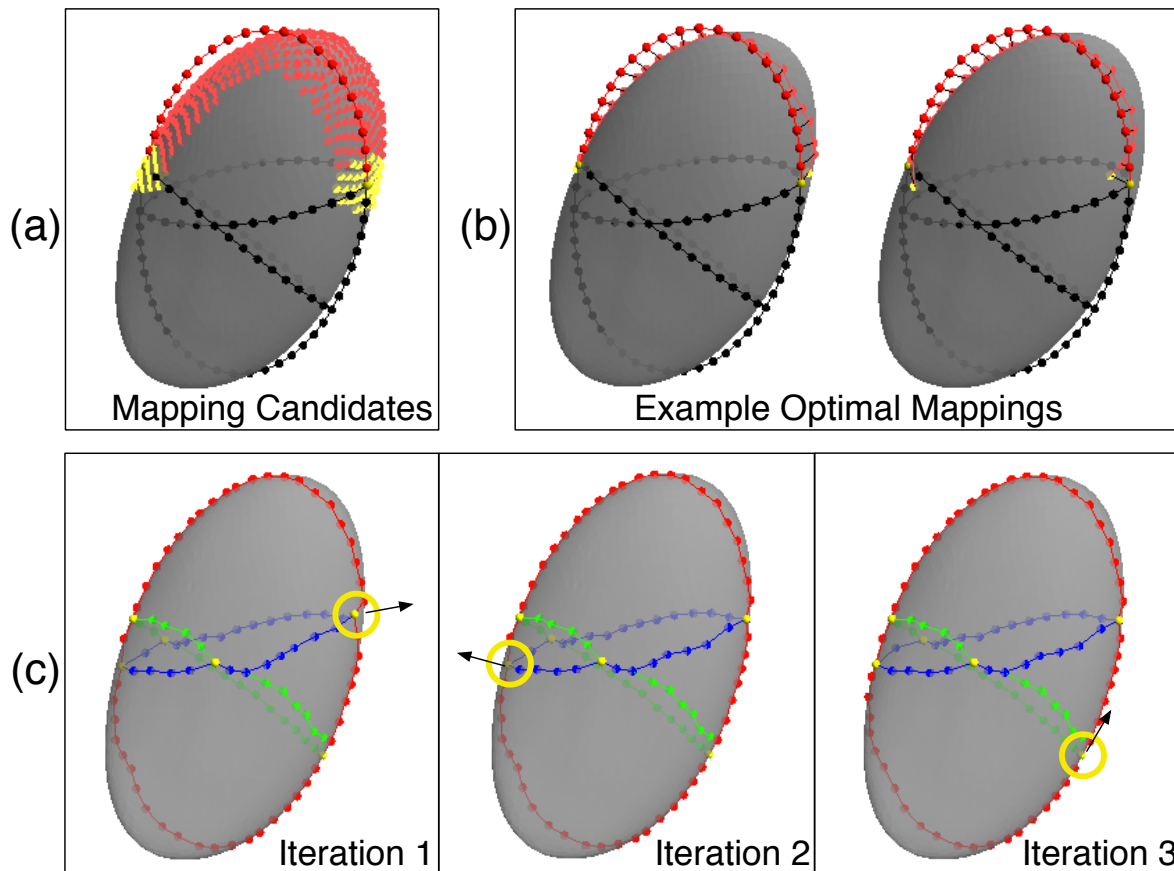 (a)
Mapping Candidates
(b)
Example Optimal Mappings
(c)
Iteration 1
Iteration 2
Iteration 3